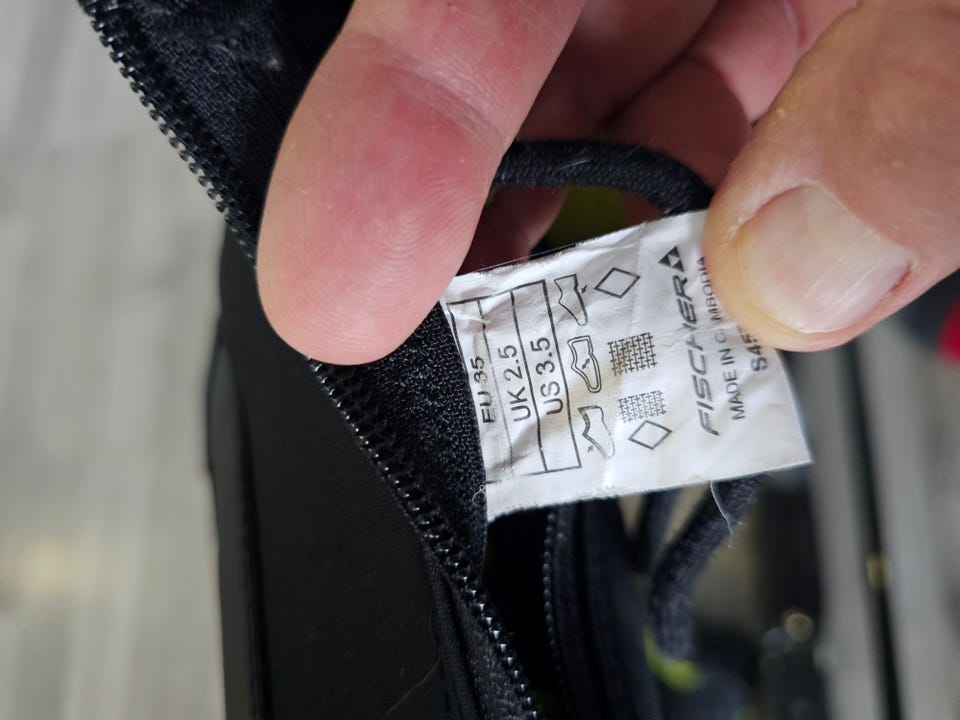 EU 35
UK 2.5
US 3.5
FISCHER
MADE IN CAMBODIA